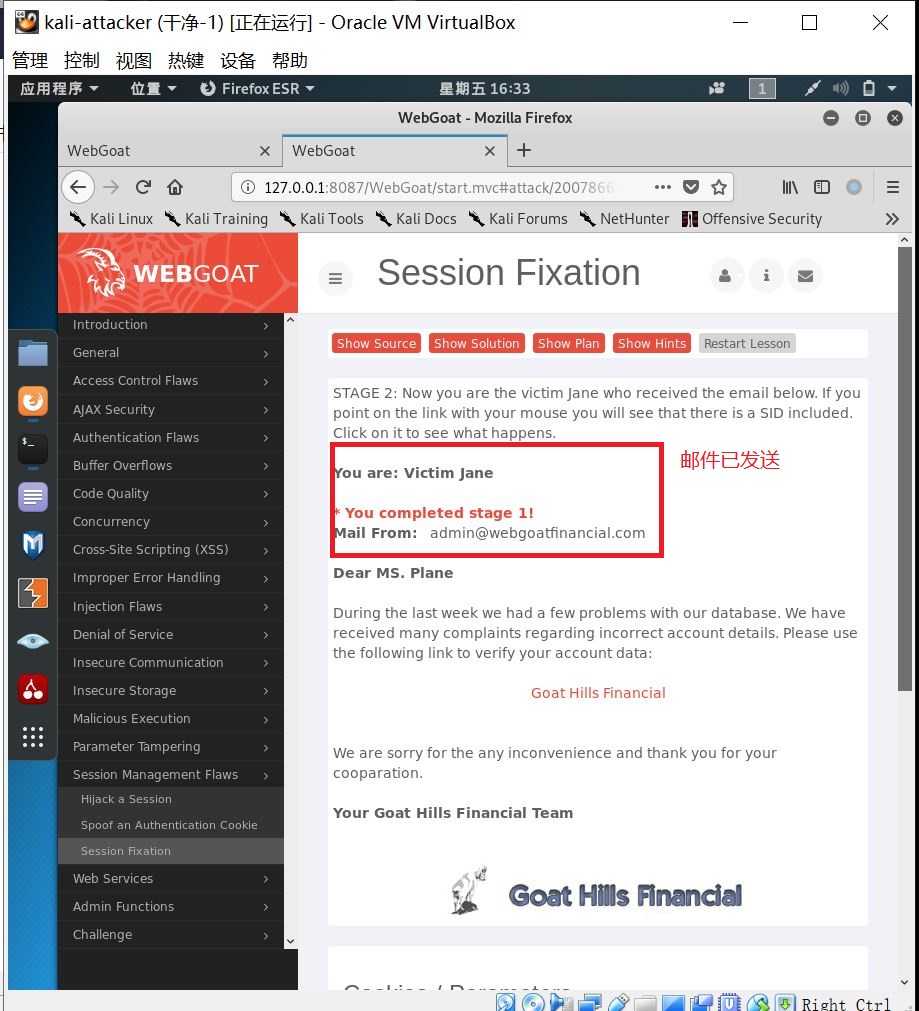 kali-attacker (干净-1) [正在运行] - Oracle VM VirtualBox
管理 控制 视图 热键 设备 帮助
应用程序 位置 Firefox ESR 星期五 16:33 1
WebGoat - Mozilla Firefox
WebGoat WebGoat
127.0.0.1:8087/WebGoat/start.mvc#attack/2007866
Kali Linux Kali Training Kali Tools Kali Docs Kali Forums NetHunter Offensive Security
WEBGOAT
Session Fixation
Introduction
General
Access Control Flaws
AJAX Security
Authentication Flaws
Buffer Overflows
Code Quality
Concurrency
Cross-Site Scripting (XSS)
Improper Error Handling
Injection Flaws
Denial of Service
Insecure Communication
Insecure Storage
Malicious Execution
Parameter Tampering
Session Management Flaws
Hijack a Session
Spoof an Authentication Cookie
Session Fixation
Web Services
Admin Functions
Challenge
Show Source Show Solution Show Plan Show Hints Restart Lesson
STAGE 2: Now you are the victim Jane who received the email below. If you
point on the link with your mouse you will see that there is a SID included.
Click on it to see what happens.
You are: Victim Jane
邮件已发送
* You completed stage 1!
Mail From: admin@webgoatfinancial.com
Dear MS. Plane
During the last week we had a few problems with our database. We have
received many complaints regarding incorrect account details. Please use
the following link to verify your account data:
Goat Hills Financial
We are sorry for the any inconvenience and thank you for your
cooparation.
Your Goat Hills Financial Team
Goat Hills Financial
Cookies / Parameters
Right Ctrl